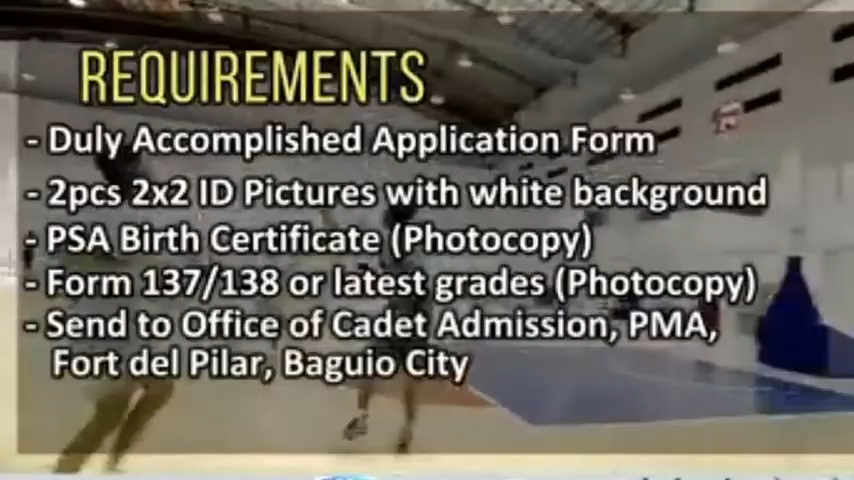 REQUIREMENTS
- Duly Accomplished Application Form
- 2pcs 2x2 ID Pictures with white background
- PSA Birth Certificate (Photocopy)
- Form 137/138 or latest grades (Photocopy)
- Send to Office of Cadet Admission, PMA,
Fort del Pilar, Baguio City